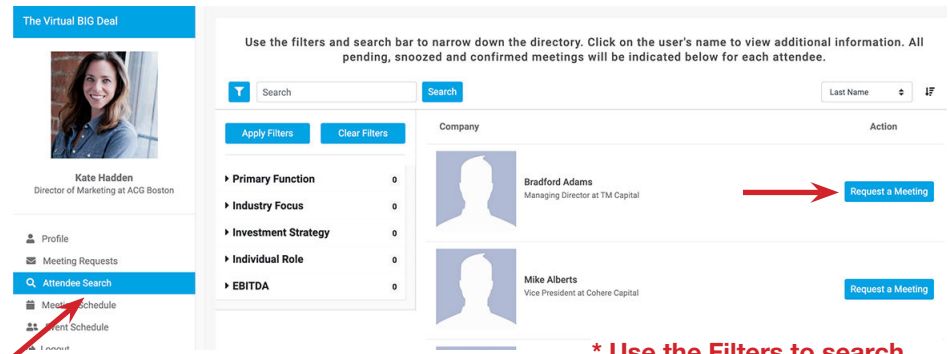 The Virtual BIG Deal
Kate Hadden
Director of Marketing at ACG Boston
Profile
Meeting Requests
Attendee Search
Meeting Schedule
Event Schedule
Logout
Use the filters and search bar to narrow down the directory. Click on the user's name to view additional information. All
pending, snoozed and confirmed meetings will be indicated below for each attendee.
Search
Search
Last Name
Apply Filters
Clear Filters
Primary Function 0
Industry Focus 0
Investment Strategy 0
Individual Role 0
EBITDA 0
Company
Action
Bradford Adams
Managing Director at TM Capital
Request a Meeting
Mike Alberts
Vice President at Cohere Capital
Request a Meeting
* Use the Filters to search